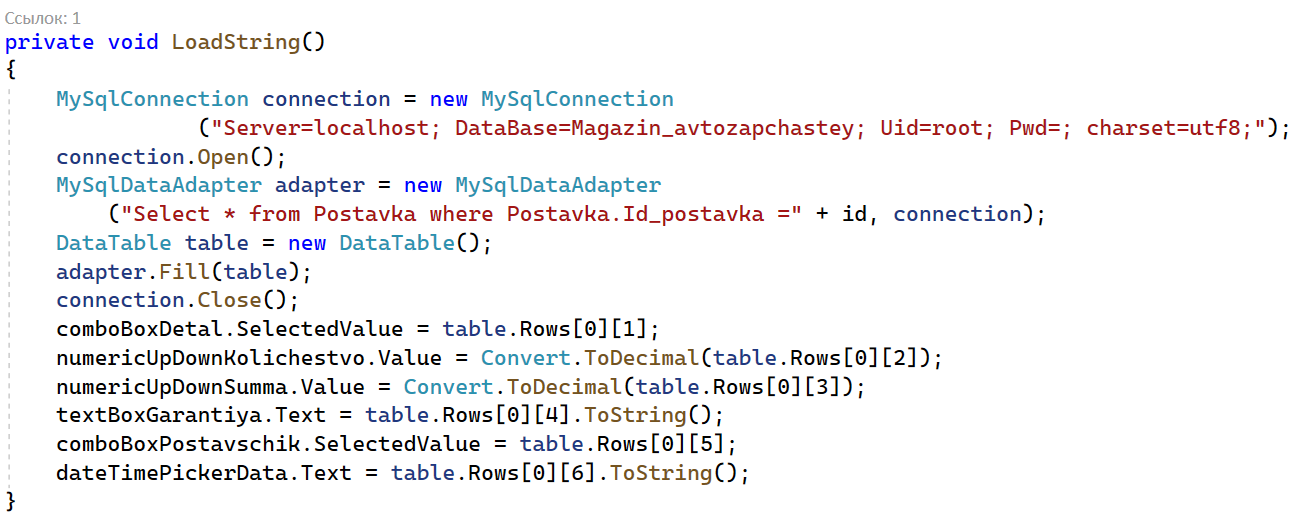 Ссылок: 1
private void LoadString()
{
    MySqlConnection connection = new MySqlConnection
               ("Server=localhost; DataBase=Magazin_avtozapchastey; Uid=root; Pwd=; charset=utf8;");
    connection.Open();
    MySqlDataAdapter adapter = new MySqlDataAdapter
        ("Select * from Postavka where Postavka.Id_postavka =" + id, connection);
    DataTable table = new DataTable();
    adapter.Fill(table);
    connection.Close();
    comboBoxDetal.SelectedValue = table.Rows[0][1];
    numericUpDownKolichestvo.Value = Convert.ToDecimal(table.Rows[0][2]);
    numericUpDownSumma.Value = Convert.ToDecimal(table.Rows[0][3]);
    textBoxGarantiya.Text = table.Rows[0][4].ToString();
    comboBoxPostavschik.SelectedValue = table.Rows[0][5];
    dateTimePickerData.Text = table.Rows[0][6].ToString();
}